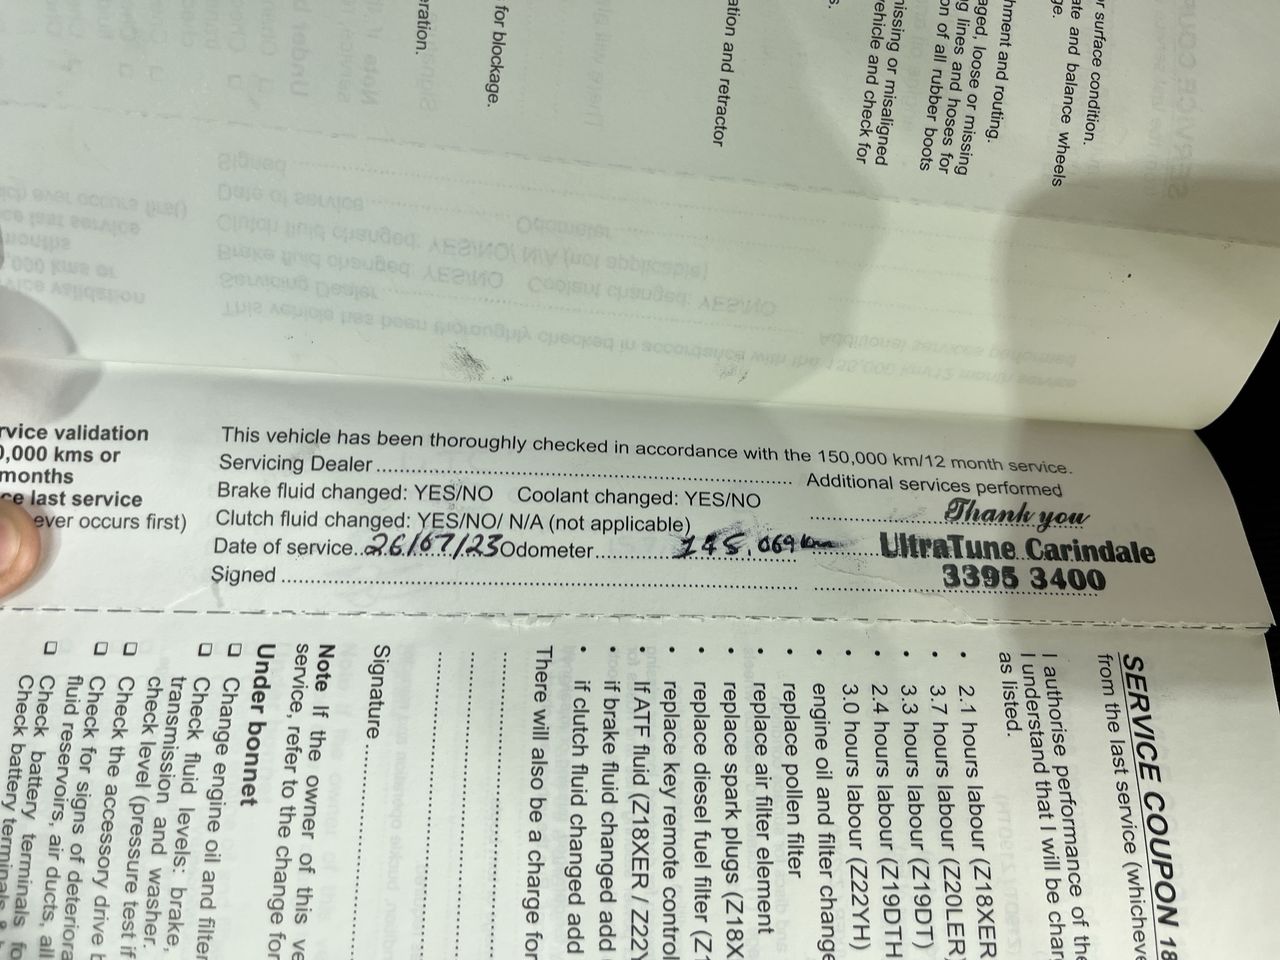 r surface condition.
ate and balance wheels
ge.
hment and routing.
aged, loose or missing
g lines and hoses for
on of all rubber boots
nissing or misaligned
vehicle and check for
s.
ation and retractor
for blockage.
eration.
rvice validation
0,000 kms or
months
ce last service
ever occurs first)
This vehicle has been thoroughly checked in accordance with the 150,000 km/12 month service.
Servicing Dealer
Additional services performed
Brake fluid changed: YES/NO Coolant changed: YES/NO
Clutch fluid changed: YES/NO/ N/A (not applicable)
Date of service..26/07/23 Odometer 145,069 km
Signed
Thank you
UltraTune Carindale
3395 3400
SERVICE COUPON 18
from the last service (whicheve
I authorise performance of the
I understand that I will be char
as listed.
• 2.1 hours labour (Z18XER
• 3.7 hours labour (Z20LER)
• 3.3 hours labour (Z19DT)
• 2.4 hours labour (Z19DTH
• 3.0 hours labour (Z22YH)
• engine oil and filter change
• replace pollen filter
• replace air filter element
• replace spark plugs (Z18X
• replace diesel fuel filter (Z1
• replace key remote control
• If ATF fluid (Z18XER / Z22Y
• if brake fluid changed add
• if clutch fluid changed add
There will also be a charge for
Signature
Note If the owner of this ve
service, refer to the change for
Under bonnet
❑ Change engine oil and filter
❑ Check fluid levels: brake,
transmission and washer.
check level (pressure test if
❑ Check the accessory drive b
❑ Check for signs of deteriora
fluid reservoirs, air ducts, all
❑ Check battery terminals fo
Check battery terminals &